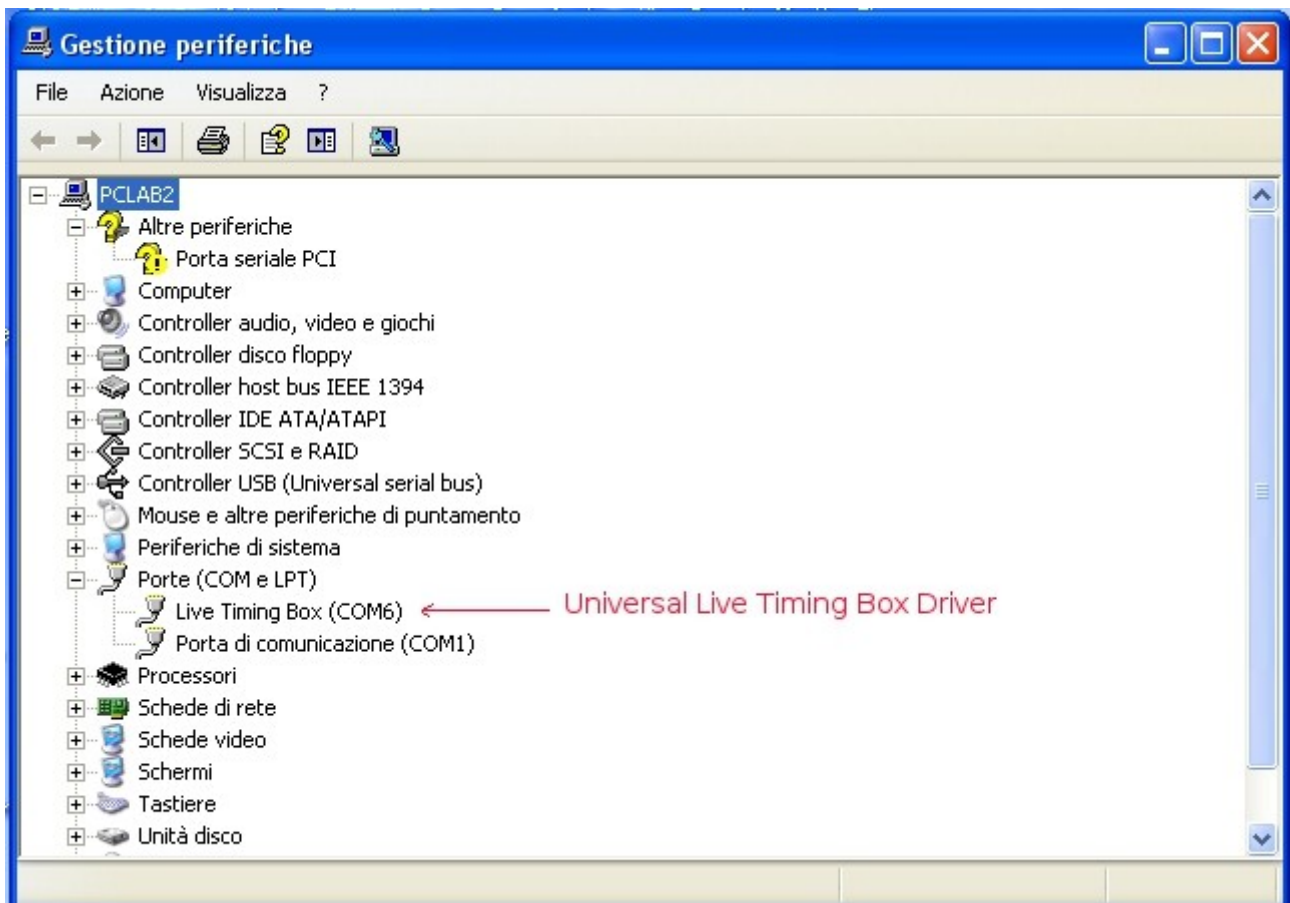 Gestione periferiche
File Azione Visualizza ?
PCLAB2
Altre periferiche
Porta seriale PCI
Computer
Controller audio, video e giochi
Controller disco floppy
Controller host bus IEEE 1394
Controller IDE ATA/ATAPI
Controller SCSI e RAID
Controller USB (Universal serial bus)
Mouse e altre periferiche di puntamento
Periferiche di sistema
Porte (COM e LPT)
Live Timing Box (COM6) Universal Live Timing Box Driver
Porta di comunicazione (COM1)
Processori
Schede di rete
Schede video
Schermi
Tastiere
Unità disco